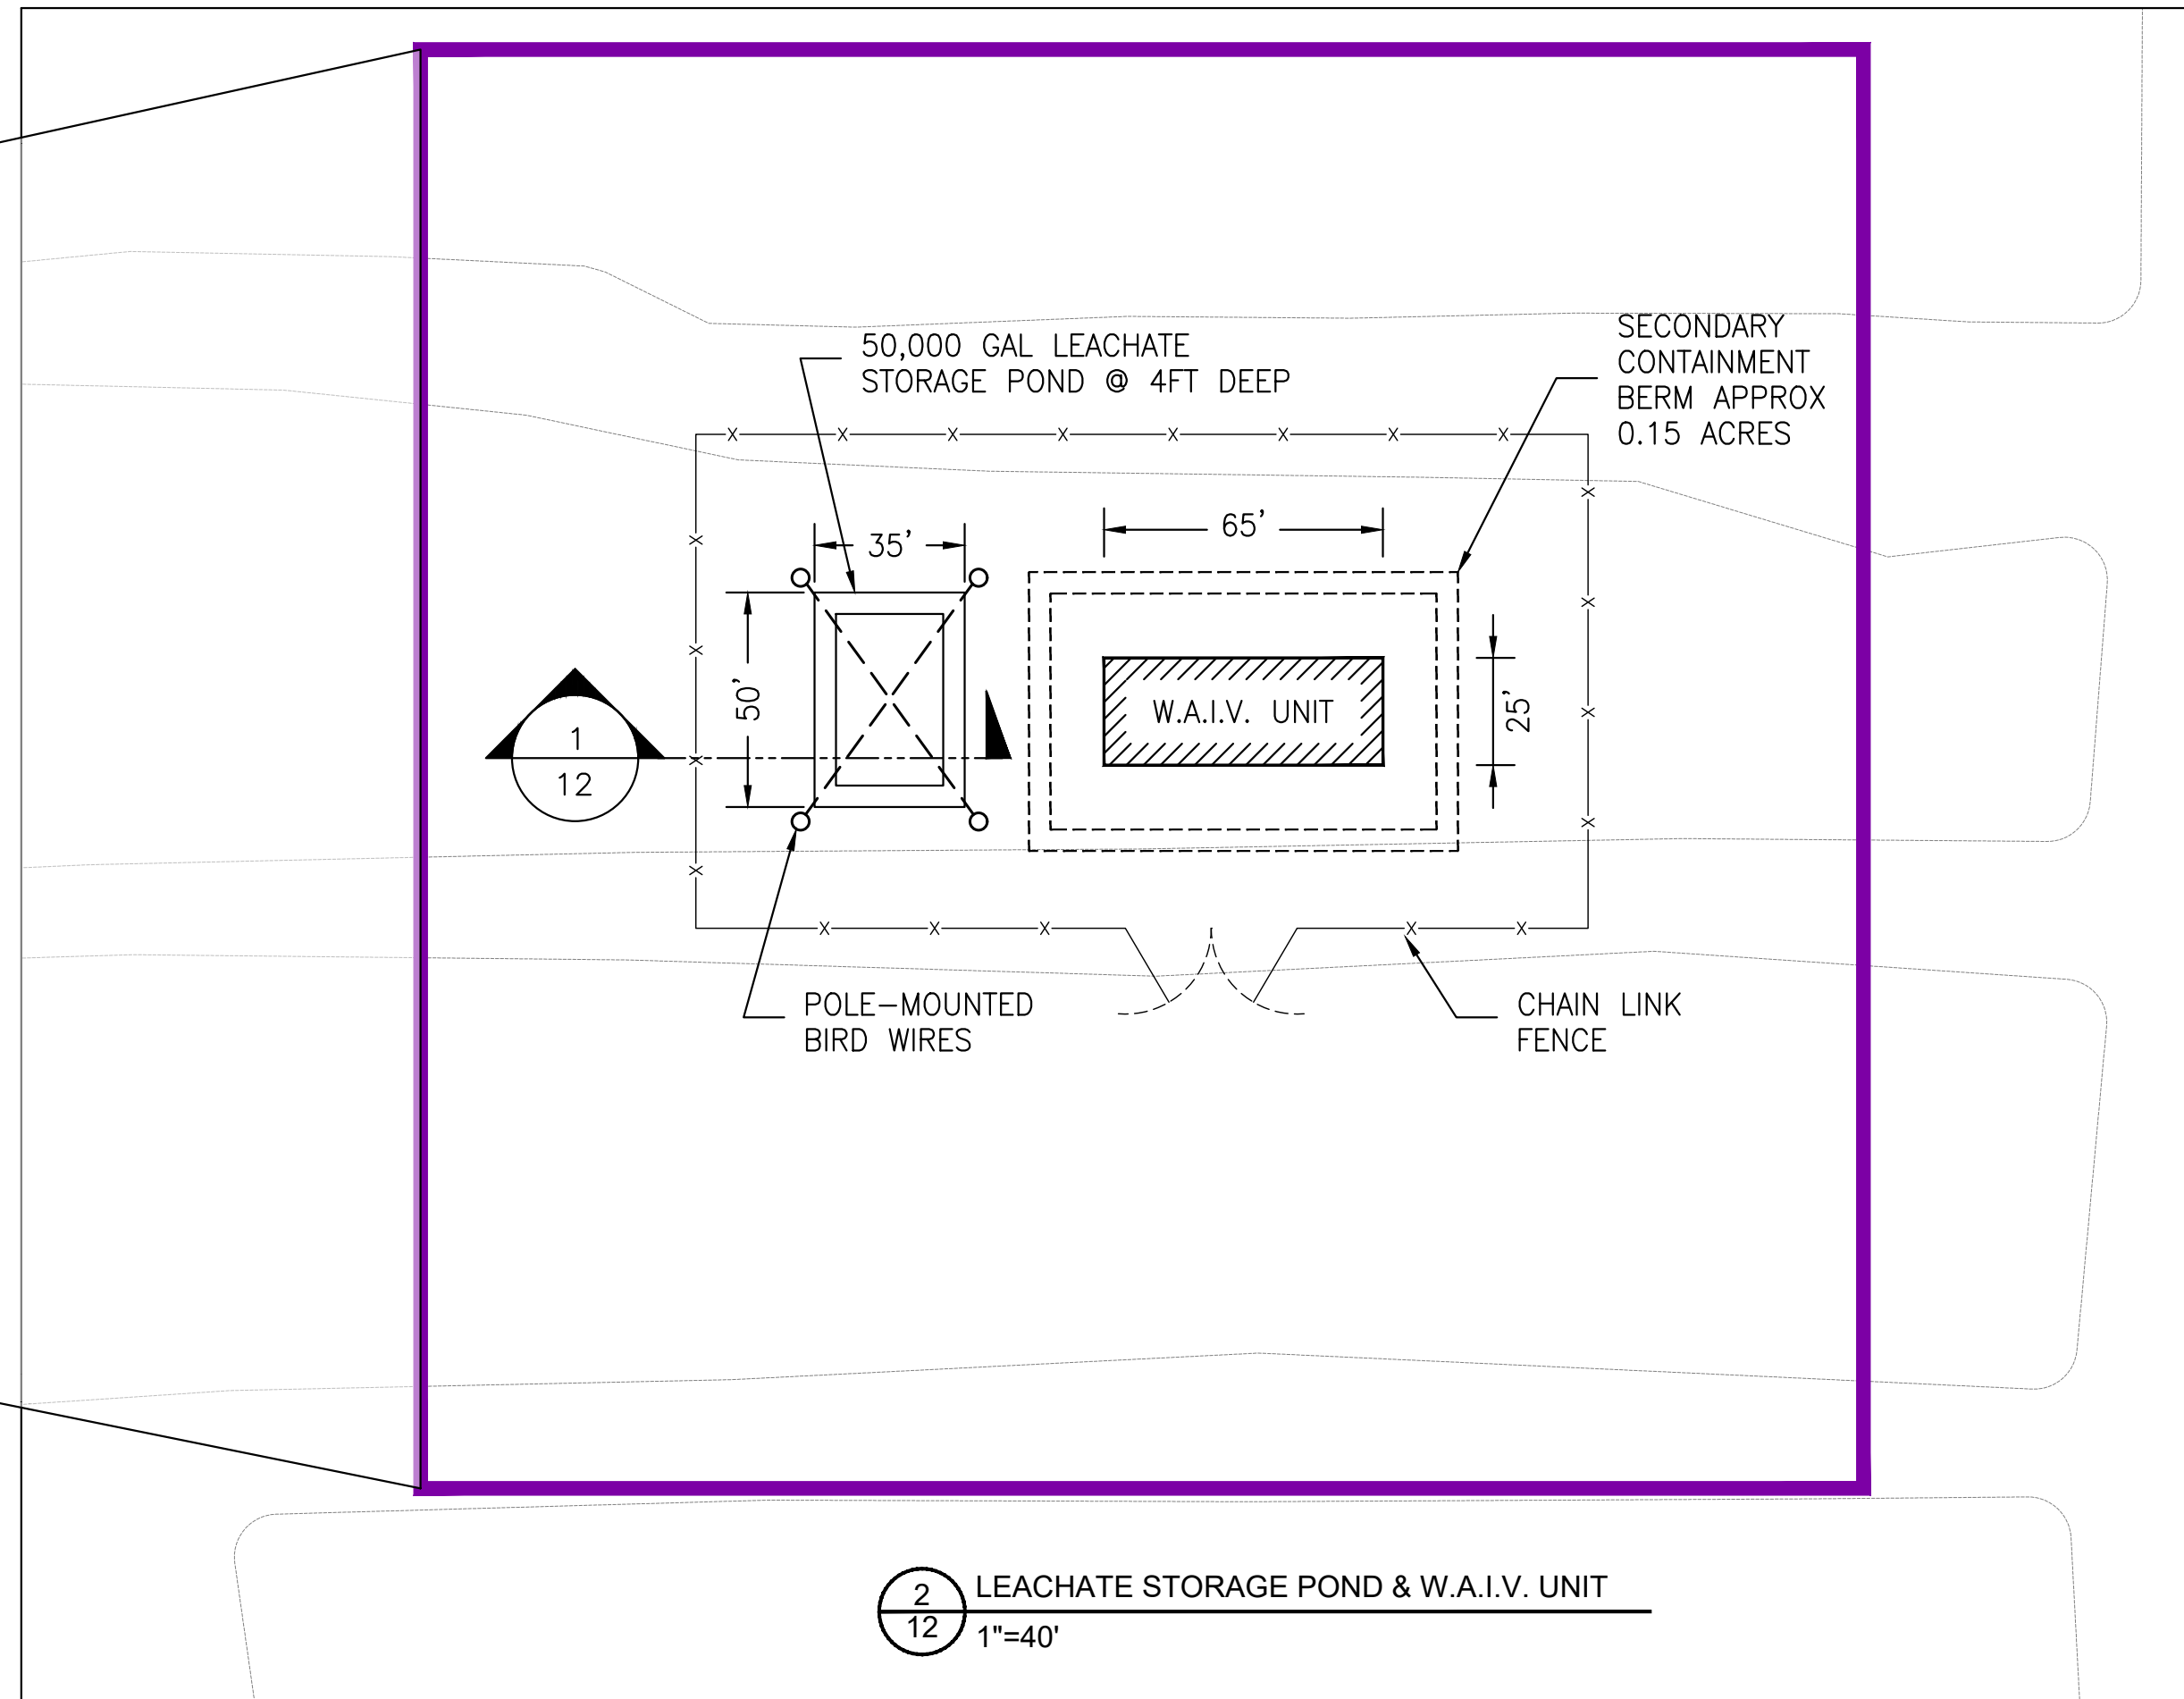 50,000 GAL LEACHATE
STORAGE POND @ 4FT DEEP
SECONDARY
CONTAINMENT
BERM APPROX
0.15 ACRES
35'
65'
50'
W.A.I.V. UNIT
25'
1
12
POLE-MOUNTED
BIRD WIRES
CHAIN LINK
FENCE
2
12
LEACHATE STORAGE POND & W.A.I.V. UNIT
1"=40'